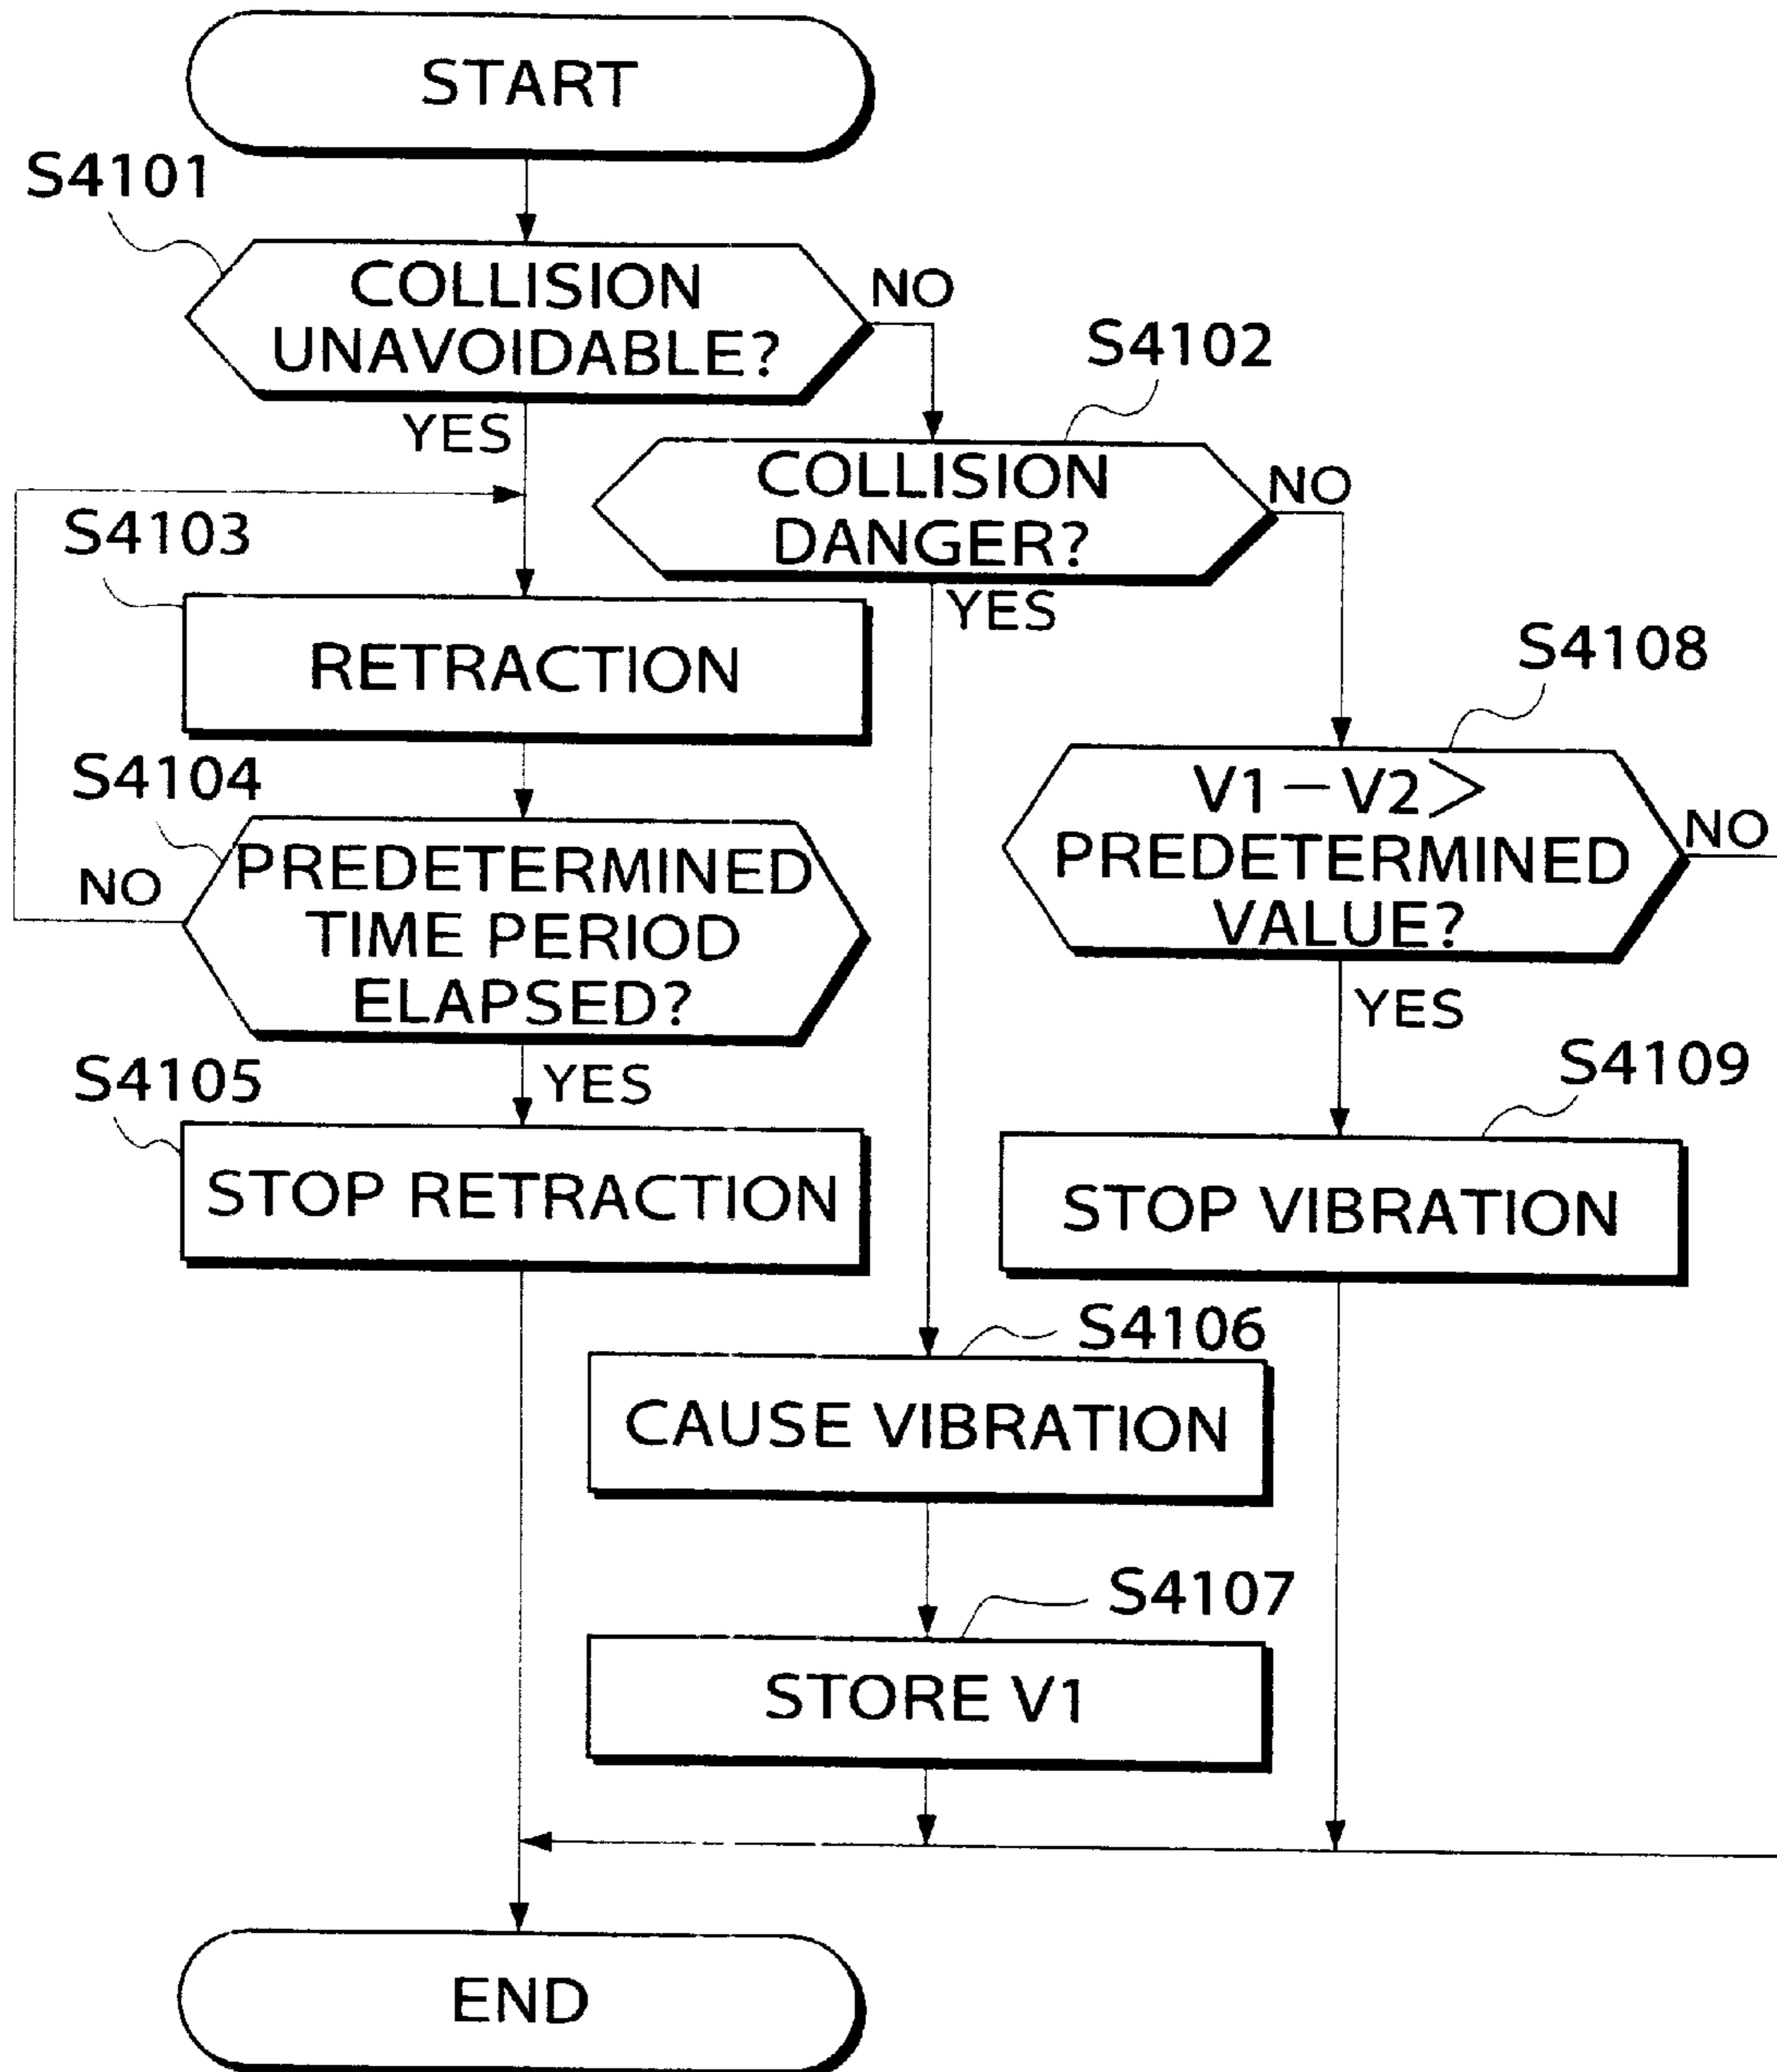 START
S4101
COLLISION
UNAVOIDABLE?
NO
YES
S4102
COLLISION
DANGER?
NO
YES
S4103
RETRACTION
S4108
V1-V2>
PREDETERMINED
VALUE?
NO
YES
S4104
PREDETERMINED
TIME PERIOD
ELAPSED?
NO
YES
S4105
STOP RETRACTION
S4109
STOP VIBRATION
S4106
CAUSE VIBRATION
S4107
STORE V1
END